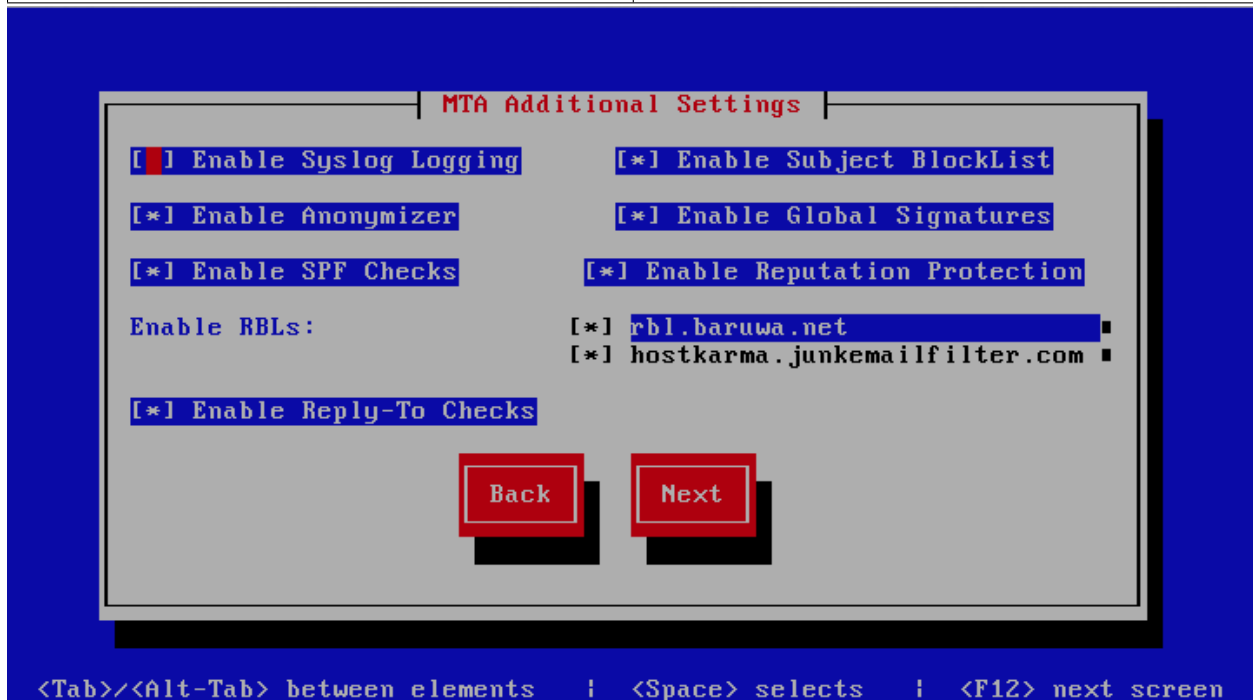 MTA Additional Settings
[ ] Enable Syslog Logging [*] Enable Subject BlockList
[*] Enable Anonymizer [*] Enable Global Signatures
[*] Enable SPF Checks [*] Enable Reputation Protection
Enable RBLs: [*] rbl.baruwa.net
[*] hostkarma.junkemailfilter.com
[*] Enable Reply-To Checks
Back Next
<Tab>/<Alt-Tab> between elements | <Space> selects | <F12> next screen